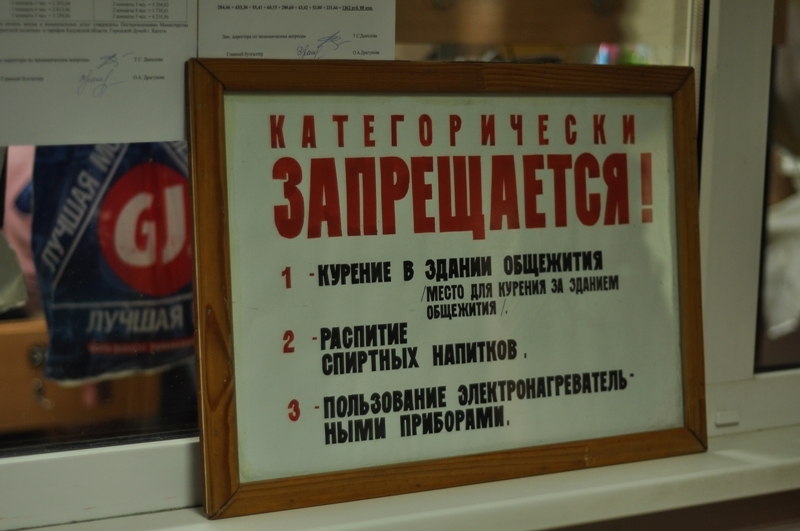 КАТЕГОРИЧЕСКИ
ЗАПРЕЩАЕТСЯ!
1 - КУРЕНИЕ В ЗДАНИИ ОБЩЕЖИТИЯ
/МЕСТО ДЛЯ КУРЕНИЯ ЗА ЗДАНИЕМ
ОБЩЕЖИТИЯ/.
2 - РАСПИТИЕ
СПИРТНЫХ НАПИТКОВ.
3 - ПОЛЬЗОВАНИЕ ЭЛЕКТРОНАГРЕВАТЕЛЬ-
НЫМИ ПРИБОРАМИ.
ЛУЧШАЯ
GJ
ЛУЧШАЯ